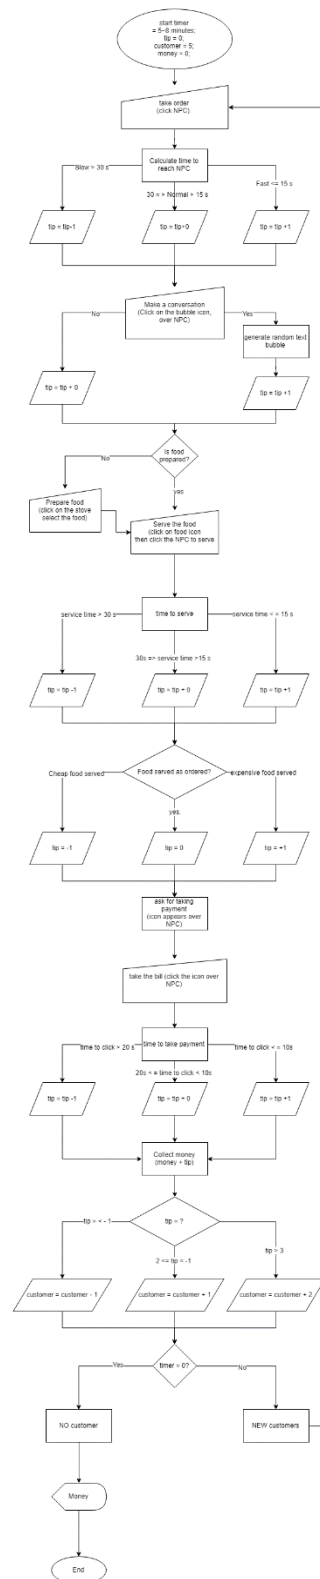 start timer
= 5~8 minutes;
tip = 0;
customer = 5;
money = 0;
take order
(click NPC)
Calculate time to
reach NPC
Slow > 30 s
30 = > Normal > 15 s
Fast <= 15 s
tip = tip-1
tip = tip+0
tip = tip +1
Make a conversation
(Click on the bubble icon,
over NPC)
No
Yes
generate random text
bubble
tip = tip + 0
tip = tip +1
Is food
prepared?
No
yes
Prepare food
(click on the stove
select the food)
Serve the food
(click on food icon
then click the NPC to serve
time to serve
service time > 30 s
30s => service time >15 s
service time <= 15 s
tip = tip -1
tip = tip + 0
tip = tip +1
Food served as ordered?
Cheap food served
yes
expensive food served
tip = -1
tip = 0
tip = +1
ask for taking
payment
(icon appears over
NPC)
take the bill (click the icon over
NPC)
time to take payment
time to click > 20 s
20s < = time to click < 10s
time to click < = 10s
tip = tip -1
tip = tip + 0
tip = tip +1
Collect money
(money + tip)
tip = ?
tip = < - 1
2 <= tip < -1
tip > 3
customer = customer - 1
customer = customer + 1
customer = customer + 2
timer = 0?
Yes
No
NO customer
NEW customers
Money
End